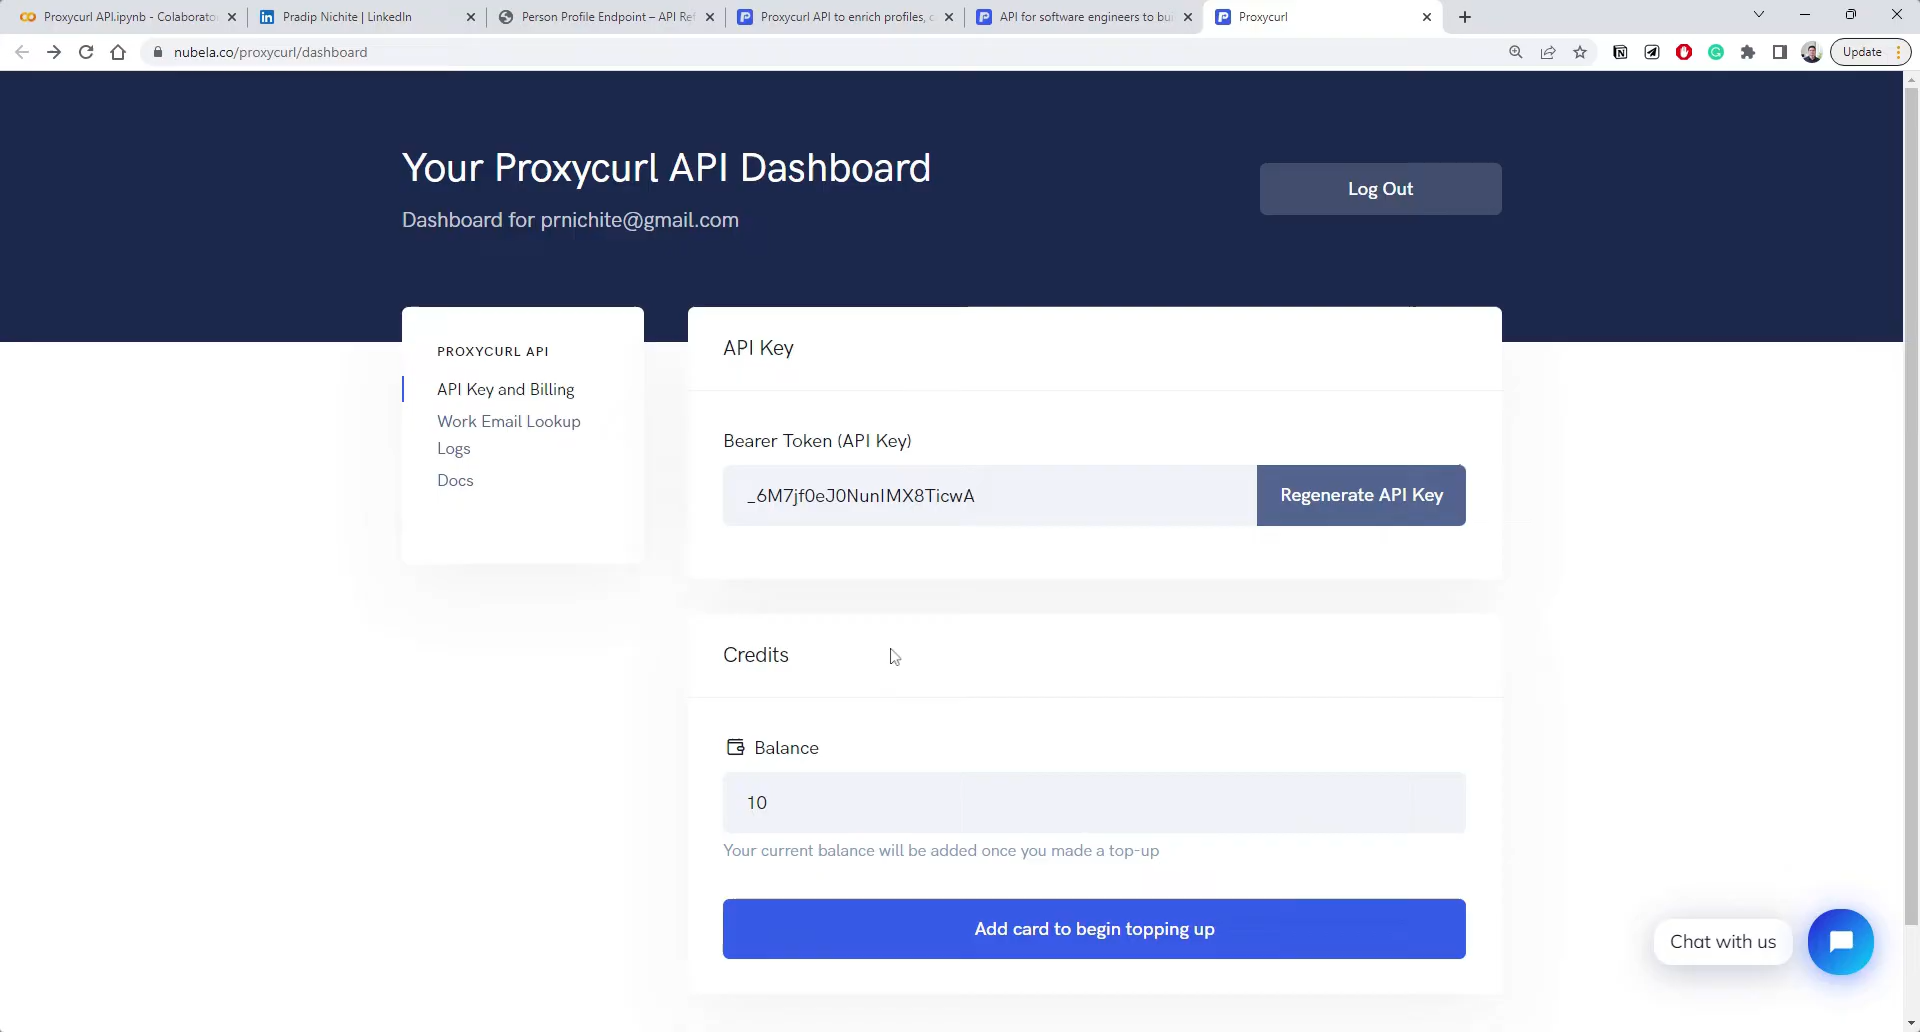 Proxycurl API.ipynb - Colaborato
Pradip Nichite | LinkedIn
Person Profile Endpoint – API Ref
Proxycurl API to enrich profiles, c
API for software engineers to bui
Proxycurl
nubela.co/proxycurl/dashboard
Update
Your Proxycurl API Dashboard
Dashboard for prnichite@gmail.com
Log Out
PROXYCURL API
API Key and Billing
Work Email Lookup
Logs
Docs
API Key
Bearer Token (API Key)
_6M7jf0eJ0NunIMX8TicwA
Regenerate API Key
Credits
Balance
10
Your current balance will be added once you made a top-up
Add card to begin topping up
Chat with us